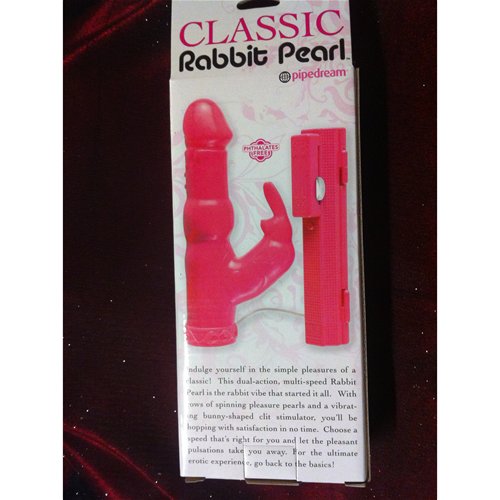 CLASSIC
Rabbit Pearl
pipedream
PHTHALATES
FREE
ndulge yourself in the simple pleasures of a
classic! This dual-action, multi-speed Rabbit
Pearl is the rabbit vibe that started it all. With
ows of spinning pleasure pearls and a vibrat-
ng bunny-shaped clit stimulator, you'll be
hopping with satisfaction in no time. Choose a
speed that's right for you and let the pleasant
pulsations take you away. For the ultimate
erotic experience, go back to the basics!